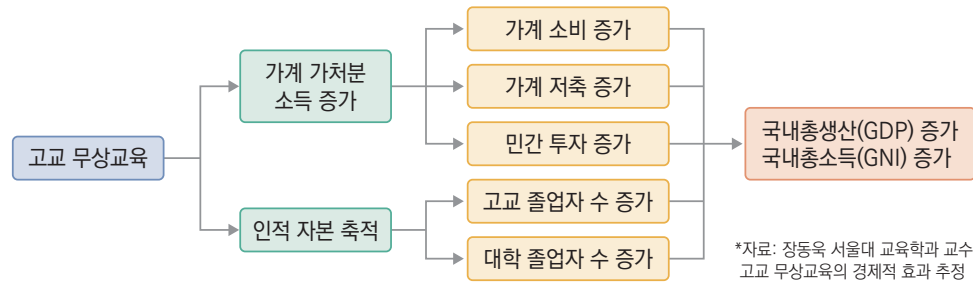 고교 무상교육
가계 가처분
소득 증가
인적 자본 축적
가계 소비 증가
가계 저축 증가
민간 투자 증가
고교 졸업자 수 증가
대학 졸업자 수 증가
국내총생산(GDP) 증가
국내총소득(GNI) 증가
*자료: 장동욱 서울대 교육학과 교수
고교 무상교육의 경제적 효과 추정